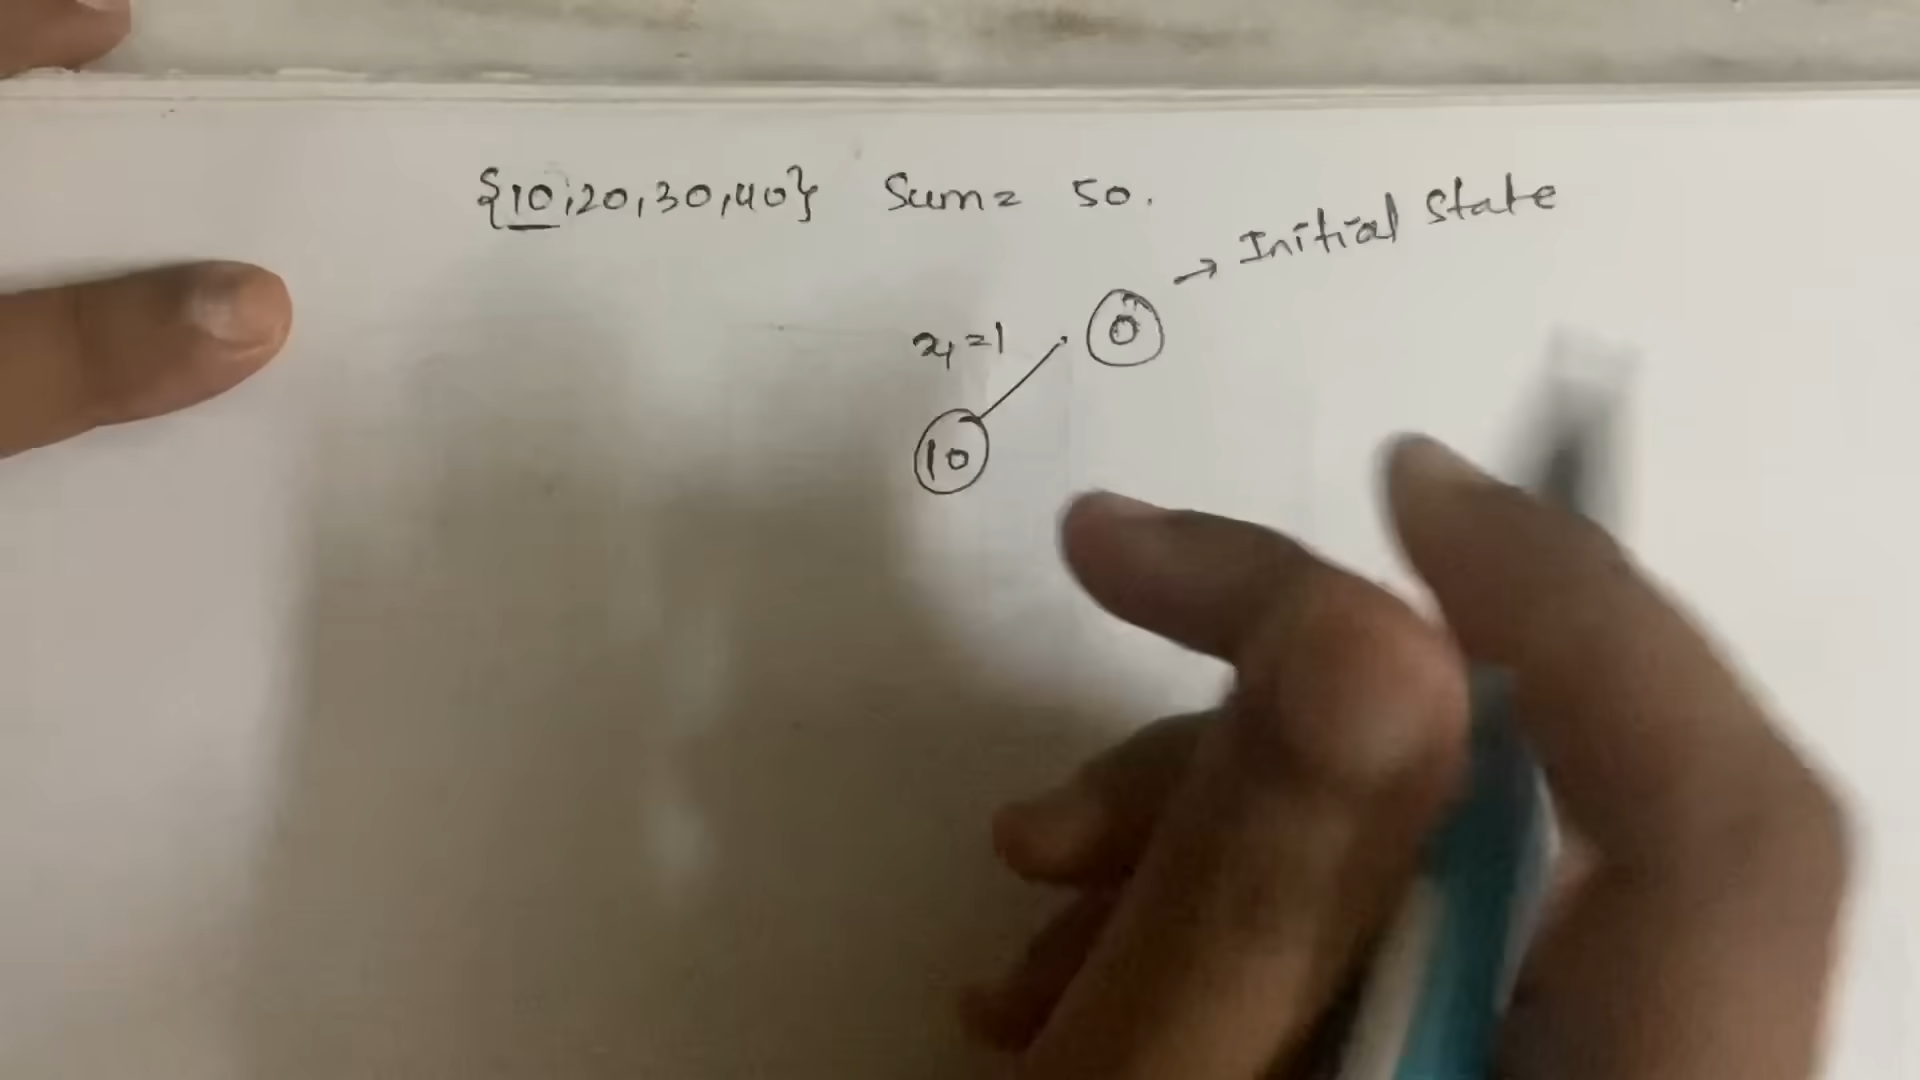 {10,20,30,40} Sum= 50.
→ Initial State
x₁=1
0
10